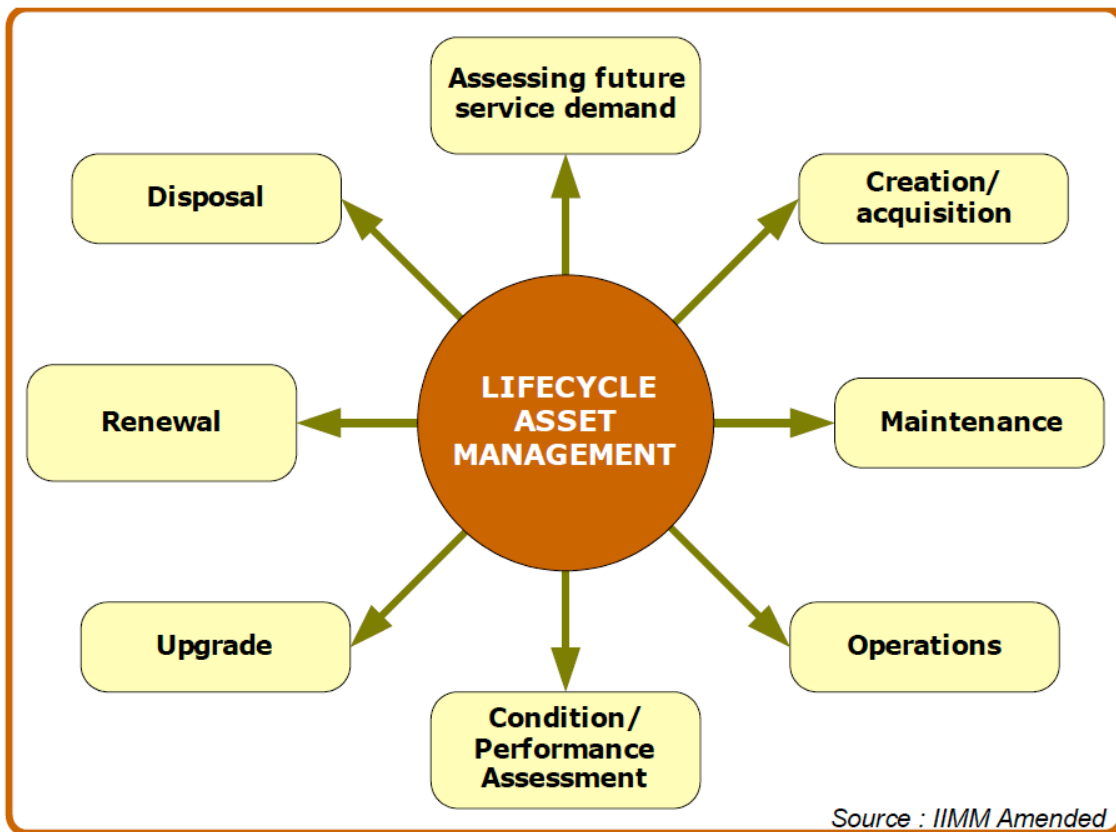 Assessing future
service demand
Creation/
acquisition
Maintenance
Operations
Condition/
Performance
Assessment
Upgrade
Renewal
Disposal
LIFECYCLE
ASSET
MANAGEMENT
Source : IIMM Amended